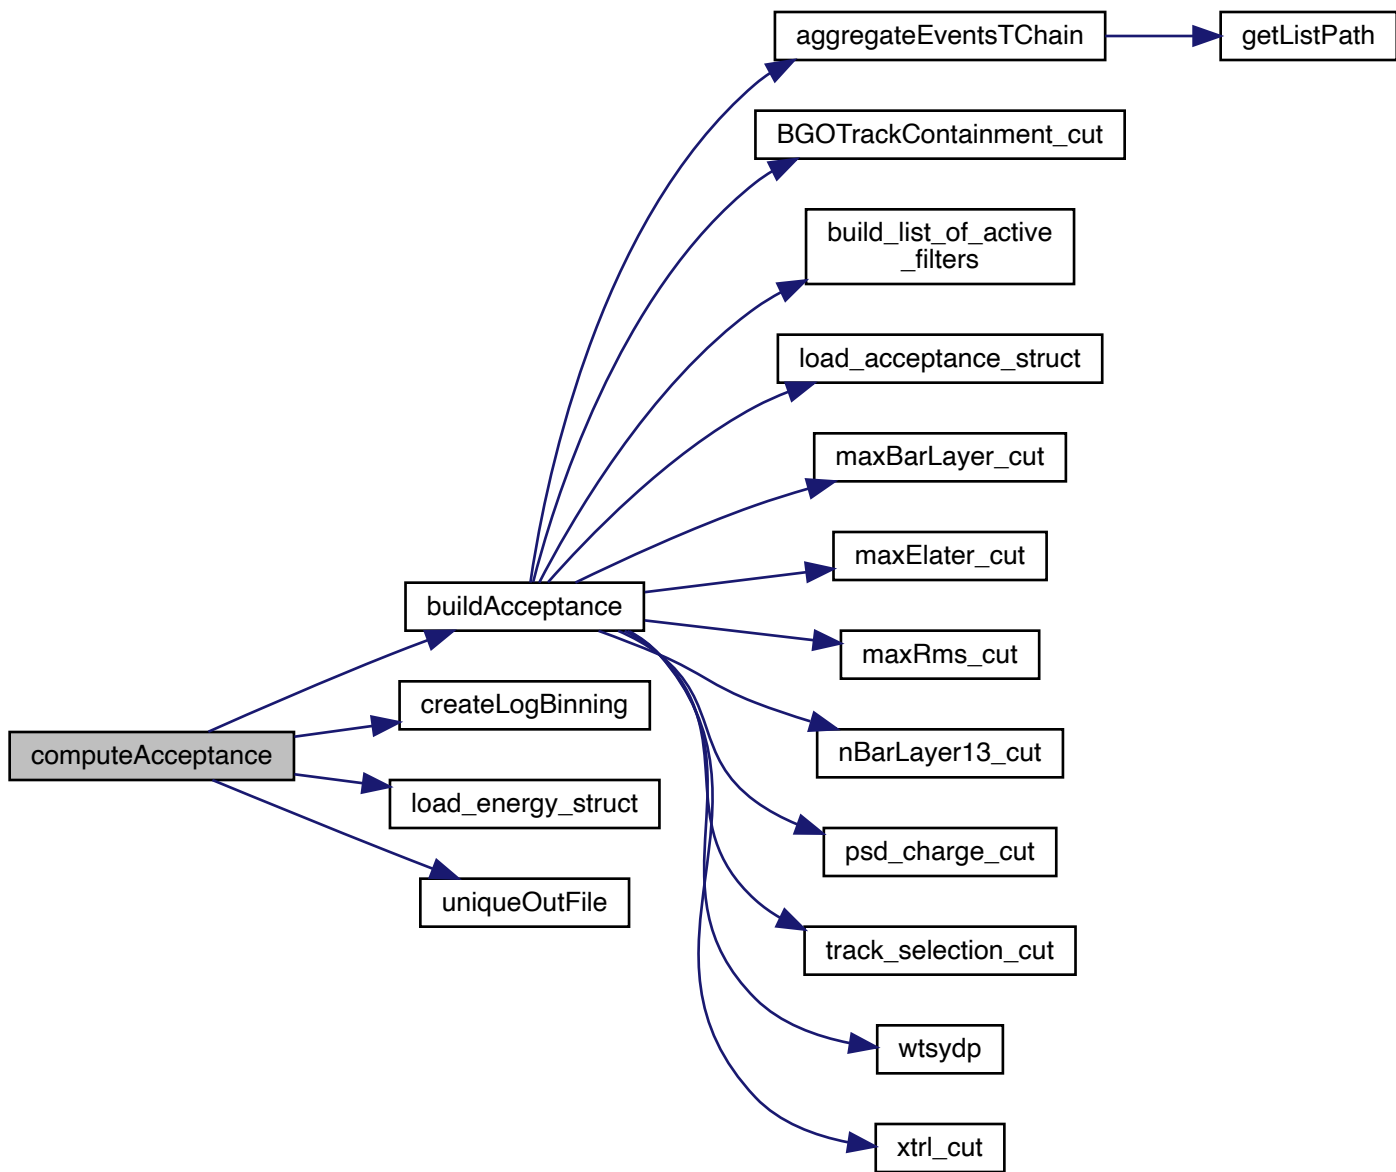 aggregateEventsTChain
getListPath
BGOTrackContainment_cut
build_list_of_active
_filters
load_acceptance_struct
maxBarLayer_cut
maxElater_cut
buildAcceptance
maxRms_cut
createLogBinning
nBarLayer13_cut
computeAcceptance
load_energy_struct
psd_charge_cut
uniqueOutFile
track_selection_cut
wtsydp
xtrl_cut